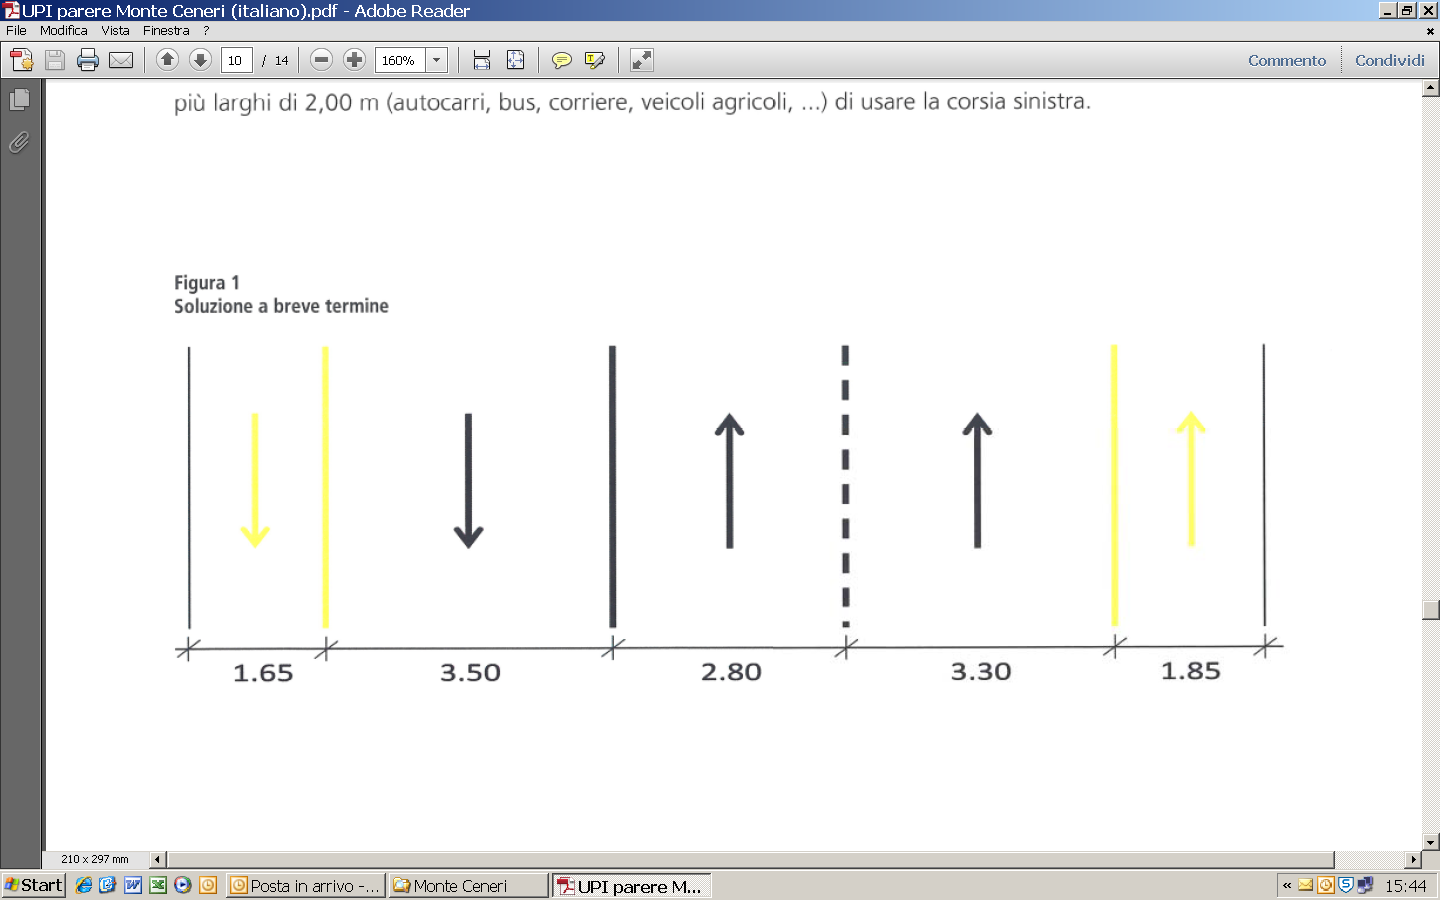 UPI parere Monte Ceneri (italiano).pdf - Adobe Reader
File Modifica Vista Finestra ?
10 / 14 160% Commento Condividi
più larghi di 2,00 m (autocarri, bus, corriere, veicoli agricoli, ...) di usare la corsia sinistra.
Figura 1
Soluzione a breve termine
1.65 3.50 2.80 3.30 1.85
210 x 297 mm
Start Posta in arrivo -... Monte Ceneri UPI parere M... « 15:44